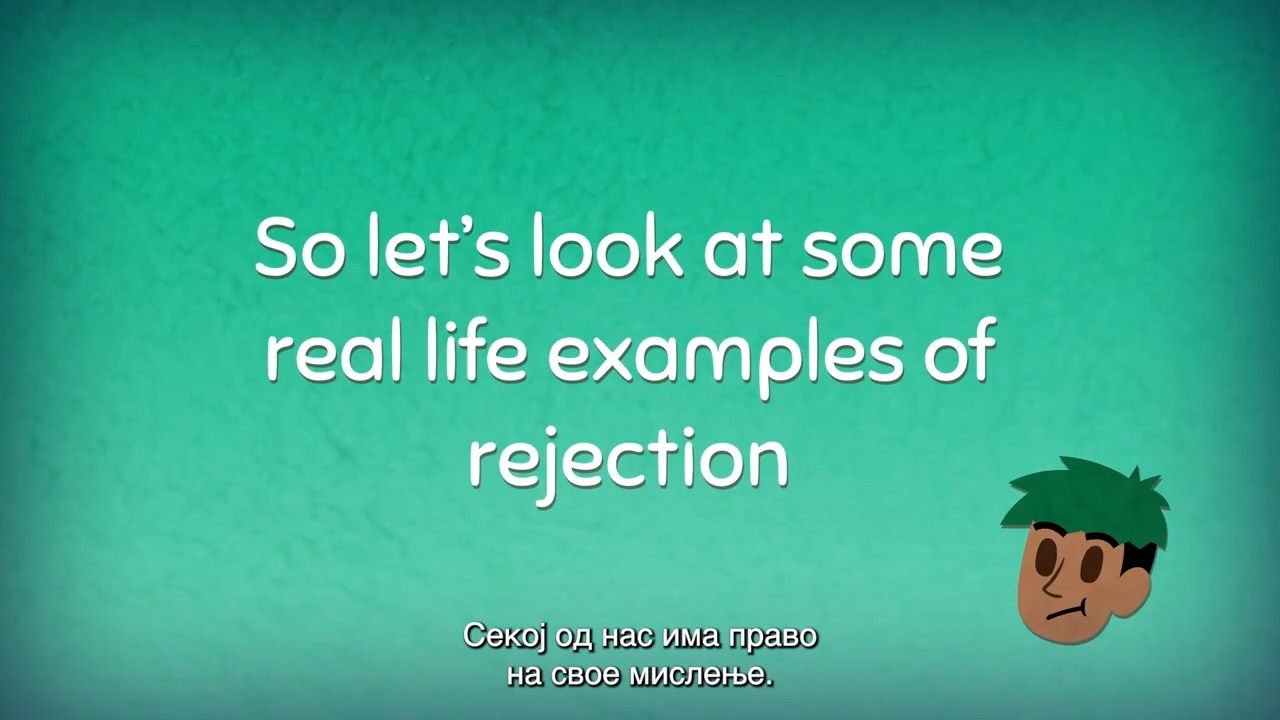 So let’s look at some
real life examples of
rejection
Секој од нас има право
на свое мислење.